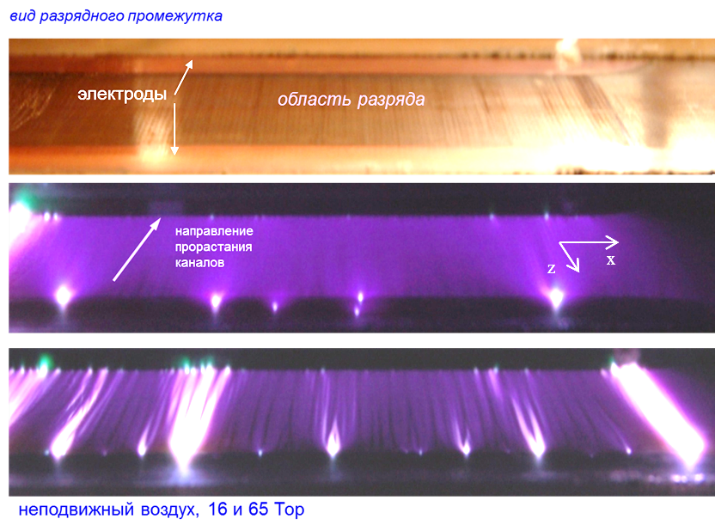 вид разрядного промежутка
электроды
область разряда
направление
прорастания
каналов
x
z
неподвижный воздух, 16 и 65 Тор